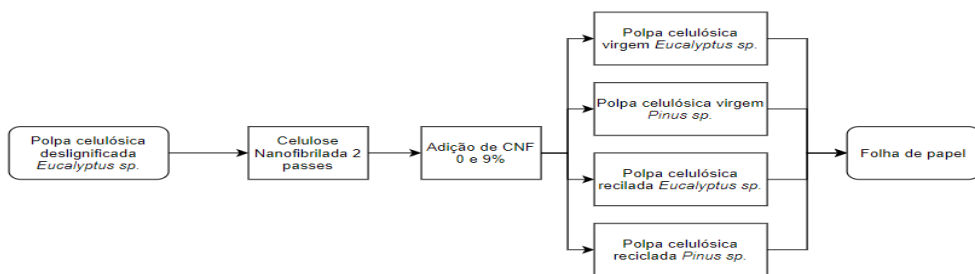 Polpa celulósica
deslignificada
Eucalyptus sp.
Celulose
Nanofibrilada 2
passes
Adição de CNF
0 e 9%
Polpa celulósica
virgem Eucalyptus sp.
Polpa celulósica virgem
Pinus sp.
Polpa celulósica
recilada Eucalyptus sp.
Polpa celulósica
reciclada Pinus sp.
Folha de papel